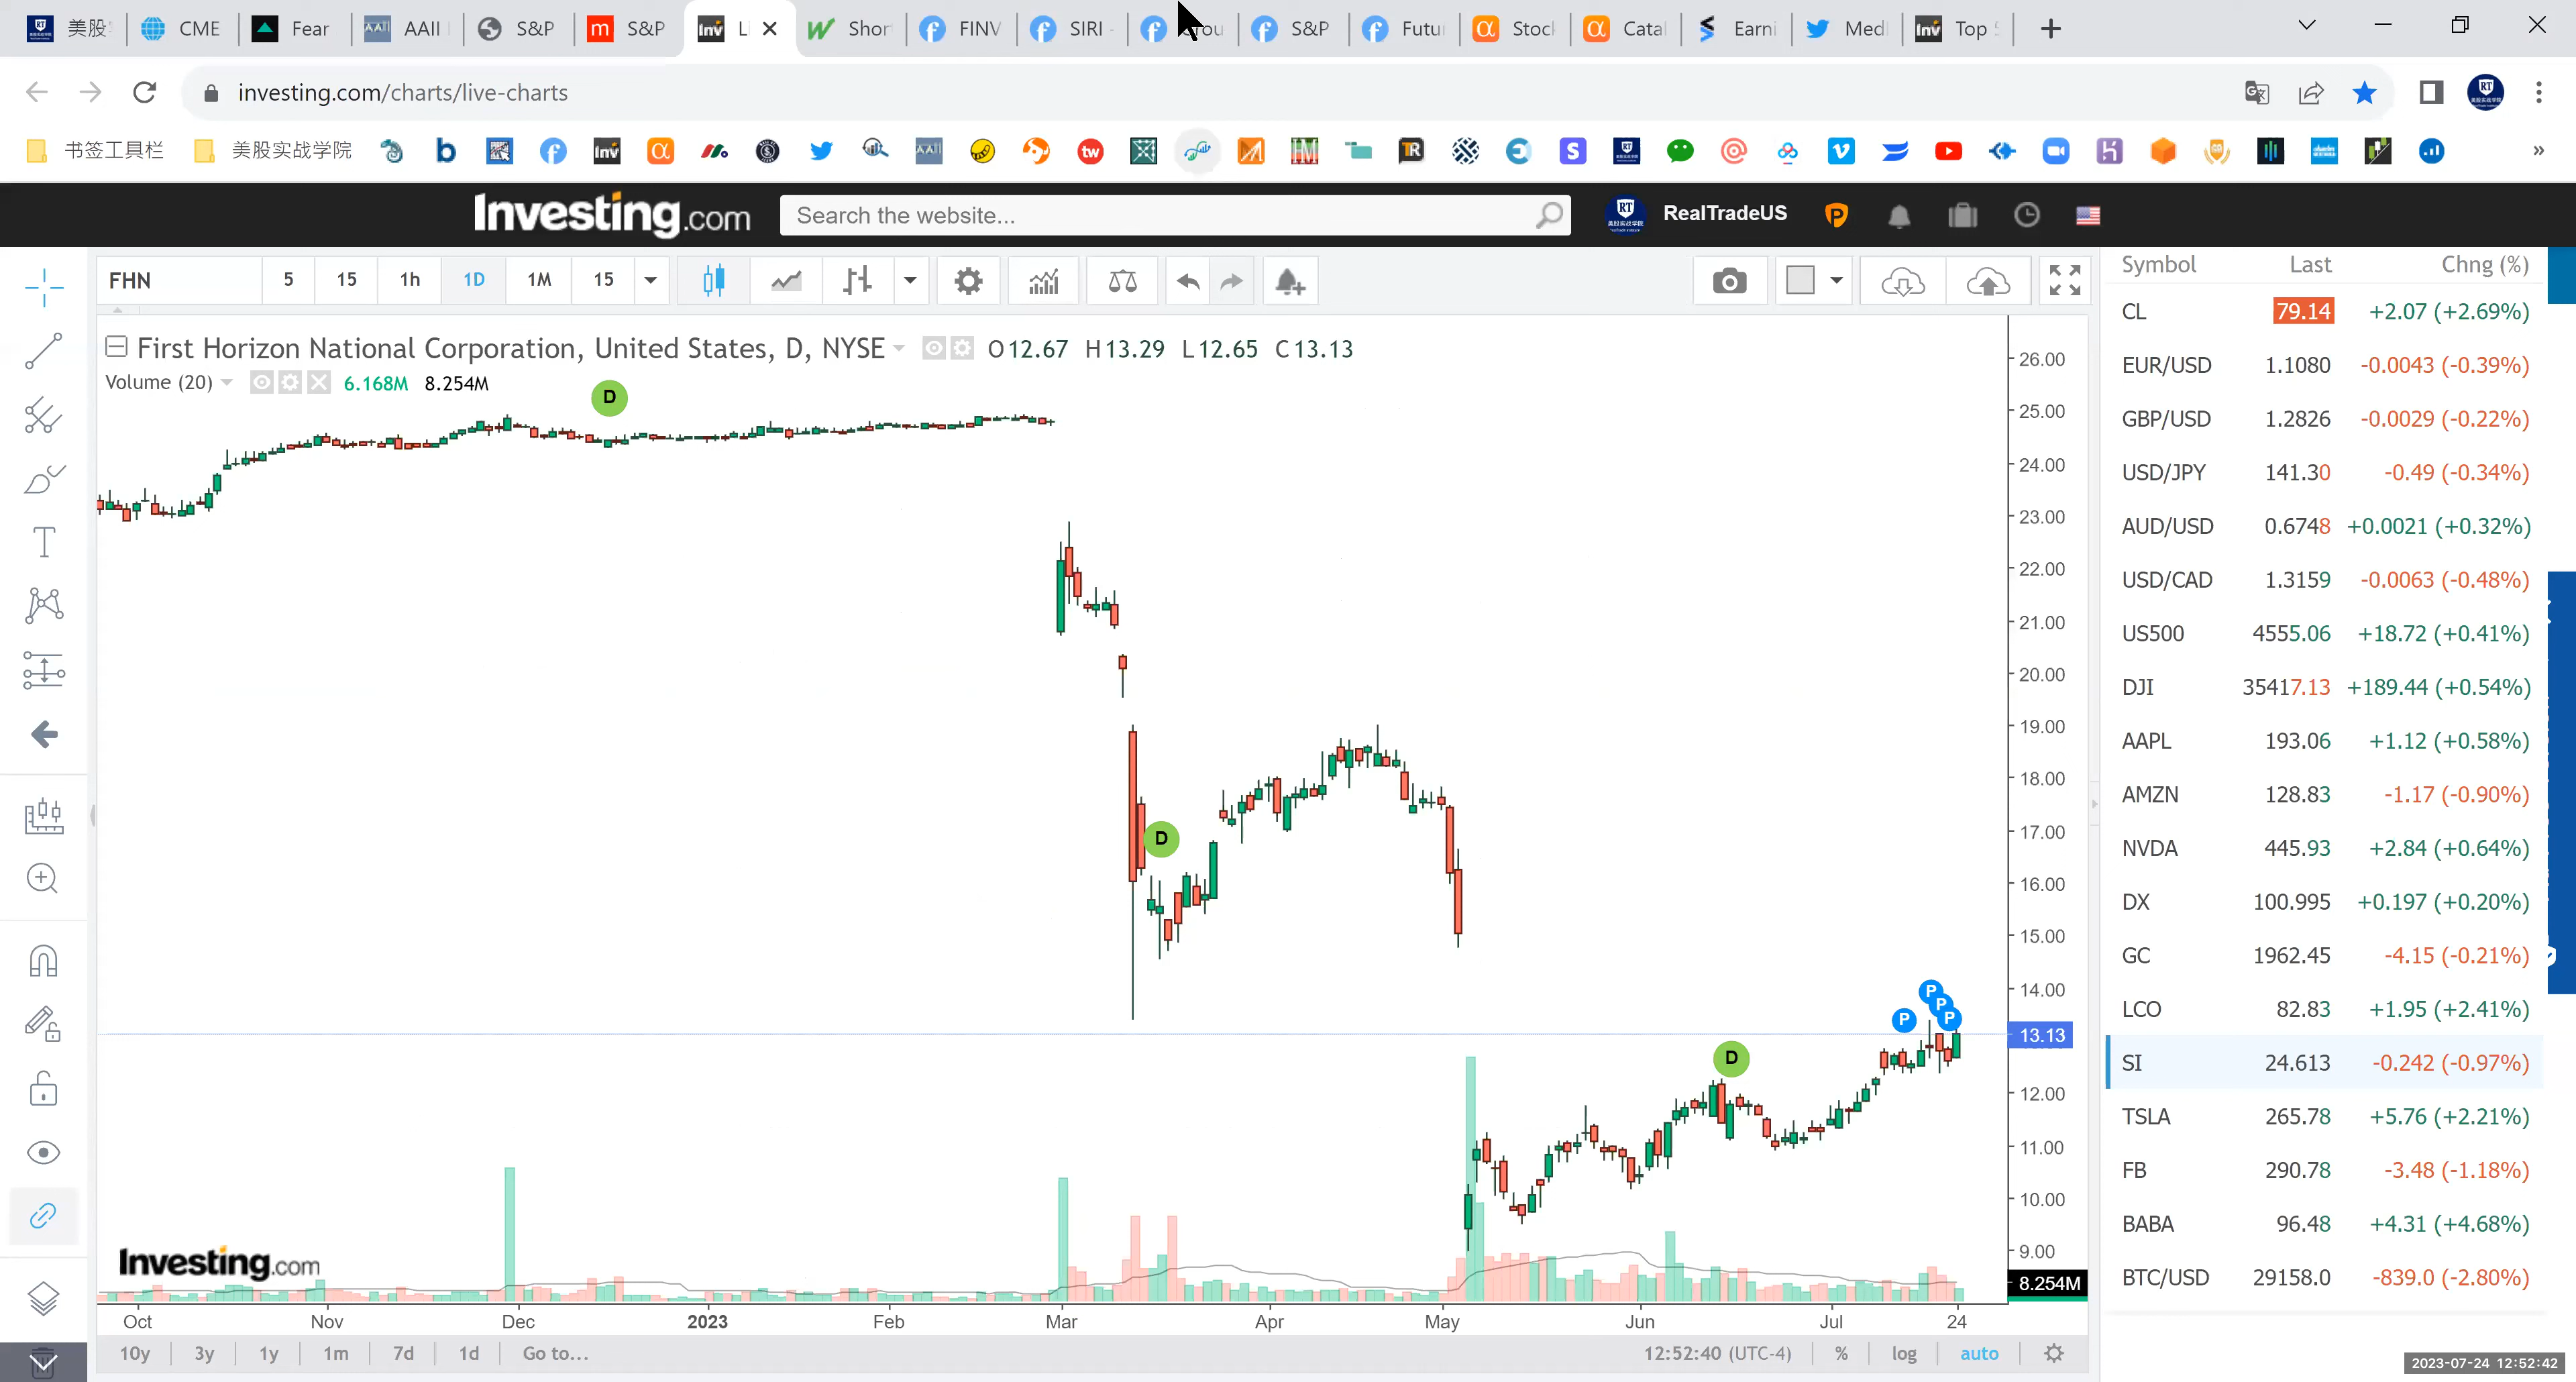 美股 CME Fear AAII S&P S&P Li Shor FINV SIRI - rou S&P Futur Stoc Catal Earni Med Top
investing.com/charts/live-charts
书签工具栏 美股实战学院
Investing.com Search the website... RealTradeUS
FHN 5 15 1h 1D 1M 15
Symbol Last Chng (%)
First Horizon National Corporation, United States, D, NYSE O12.67 H13.29 L12.65 C13.13
Volume (20) 6.168M 8.254M
D
D
D
P P P P
26.00
25.00
24.00
23.00
22.00
21.00
20.00
19.00
18.00
17.00
16.00
15.00
14.00
13.13
12.00
11.00
10.00
9.00
8.254M
CL 79.14 +2.07 (+2.69%)
EUR/USD 1.1080 -0.0043 (-0.39%)
GBP/USD 1.2826 -0.0029 (-0.22%)
USD/JPY 141.30 -0.49 (-0.34%)
AUD/USD 0.6748 +0.0021 (+0.32%)
USD/CAD 1.3159 -0.0063 (-0.48%)
US500 4555.06 +18.72 (+0.41%)
DJI 35417.13 +189.44 (+0.54%)
AAPL 193.06 +1.12 (+0.58%)
AMZN 128.83 -1.17 (-0.90%)
NVDA 445.93 +2.84 (+0.64%)
DX 100.995 +0.197 (+0.20%)
GC 1962.45 -4.15 (-0.21%)
LCO 82.83 +1.95 (+2.41%)
SI 24.613 -0.242 (-0.97%)
TSLA 265.78 +5.76 (+2.21%)
FB 290.78 -3.48 (-1.18%)
BABA 96.48 +4.31 (+4.68%)
BTC/USD 29158.0 -839.0 (-2.80%)
Investing.com
Oct Nov Dec 2023 Feb Mar Apr May Jun Jul 24
10y 3y 1y 1m 7d 1d Go to... 12:52:40 (UTC-4) % log auto
2023-07-24 12:52:42